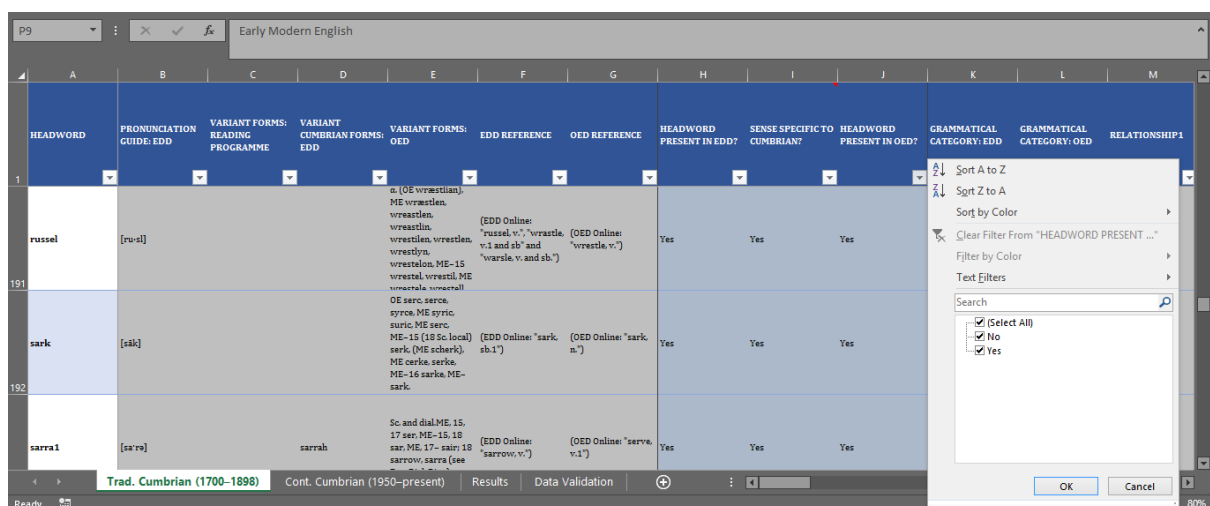 P9
Early Modern English
A B C D E F G H I J K L M
HEADWORD
PRONUNCIATION
GUIDE: EDD
VARIANT FORMS:
READING
PROGRAMME
VARIANT
CUMBRIAN FORMS:
EDD
VARIANT FORMS:
OED
EDD REFERENCE
OED REFERENCE
HEADWORD
PRESENT IN EDD?
SENSE SPECIFIC TO
CUMBRIAN?
HEADWORD
PRESENT IN OED?
GRAMMATICAL
CATEGORY: EDD
GRAMMATICAL
CATEGORY: OED
RELATIONSHIP1
1
191
russel
[ru·sl]
α. (OE wræstlian),
ME wræstlen,
wreastlen,
wreastlin,
wrestilen, wrestlen,
wrestlyn,
wrestelon, ME–15
wrestel, wrestil, ME
wrestele, wrestell
(EDD Online:
"russel, v.", "wrastle,
v.1 and sb" and
"warsle, v. and sb.")
(OED Online:
"wrestle, v.")
Yes
Yes
Yes
192
sark
[sāk]
OE serc, serce,
syrce, ME syric,
suric, ME serc,
ME–15 (18 Sc. local)
serk, (ME scherk),
ME cerke, serke,
ME–16 sarke, ME–
sark.
(EDD Online: "sark,
sb.1")
(OED Online: "sark,
n.")
Yes
Yes
Yes
sarra1
[sa'rə]
sarrah
Sc. and dial.ME, 15,
17 ser, ME–15, 18
sar, ME, 17– sair; 18
sarrow, sarra (see
(EDD Online:
"sarrow, v.")
(OED Online: "serve,
v.1")
Yes
Yes
Yes
Sort A to Z
Sort Z to A
Sort by Color
Clear Filter From "HEADWORD PRESENT ..."
Filter by Color
Text Filters
Search
(Select All)
No
Yes
OK
Cancel
Trad. Cumbrian (1700–1898)
Cont. Cumbrian (1950–present)
Results
Data Validation
Ready
80%